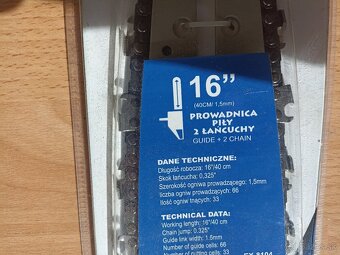 16”
(40CM/ 1,5mm)
PROWADNICA
PIŁY
2 ŁAŃCUCHY
GUIDE + 2 CHAIN
DANE TECHNICZNE:
Długość robocza: 16"/40 cm
Skok łańcucha: 0,325"
Szerokość ogniwa prowadzącego: 1,5mm
liczba ogniw prowadzących: 66
Ilość ogniw tnących: 33
TECHNICAL DATA:
Working length: 16"/40 cm
Chain jump: 0.325"
Guide link width: 1.5mm
Number of guide cells: 66
Number of cutting cells: 33